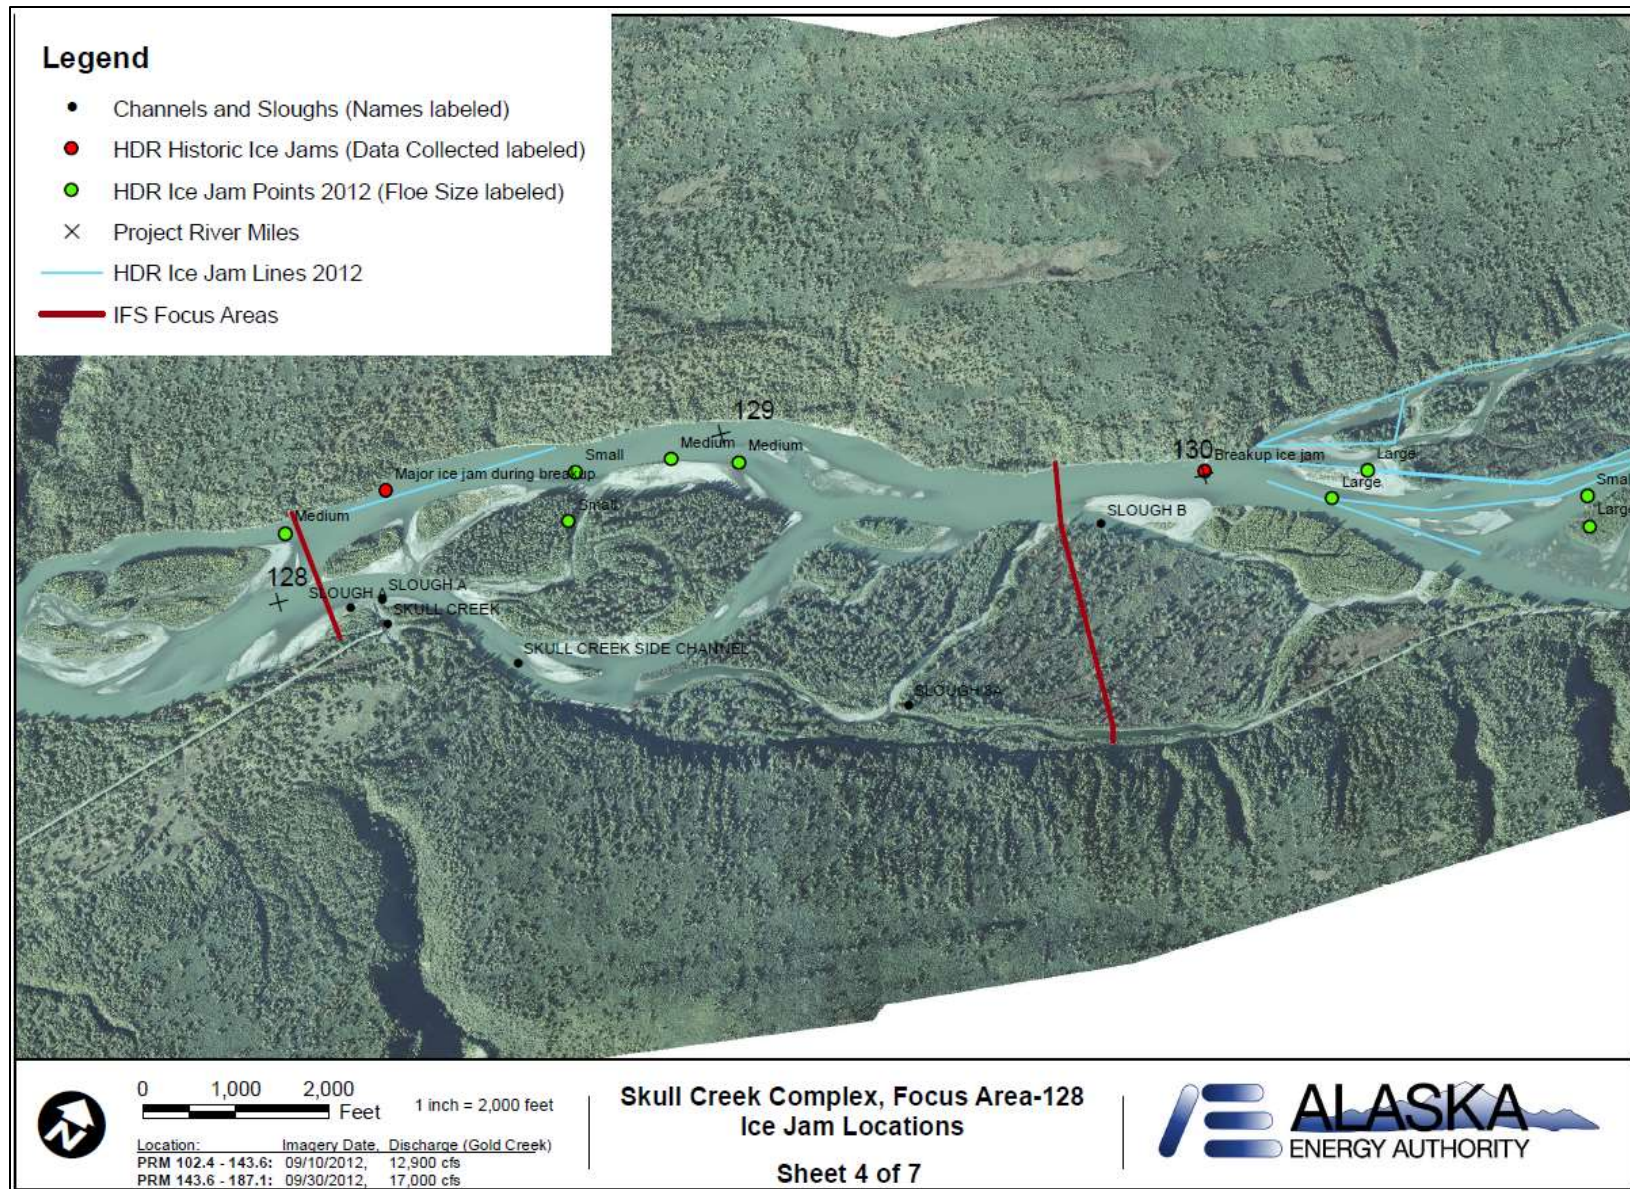 Legend
Channels and Sloughs (Names labeled)
HDR Historic Ice Jams (Data Collected labeled)
HDR Ice Jam Points 2012 (Floe Size labeled)
Project River Miles
HDR Ice Jam Lines 2012
IFS Focus Areas
129
Small
Medium
Medium
Major ice jam during breakup
130
Breakup ice jam
Large
Large
Small
Medium
SLOUGH B
Large
128
SLOUGH A
SLOUGH A
SKULL CREEK
SKULL CREEK SIDE CHANNEL
SLOUGH 8A
N
0 1,000 2,000
Feet
1 inch = 2,000 feet
Location: Imagery Date, Discharge (Gold Creek)
PRM 102.4 - 143.6: 09/10/2012, 12,900 cfs
PRM 143.6 - 187.1: 09/30/2012, 17,000 cfs
Skull Creek Complex, Focus Area-128
Ice Jam Locations
Sheet 4 of 7
ALASKA
ENERGY AUTHORITY